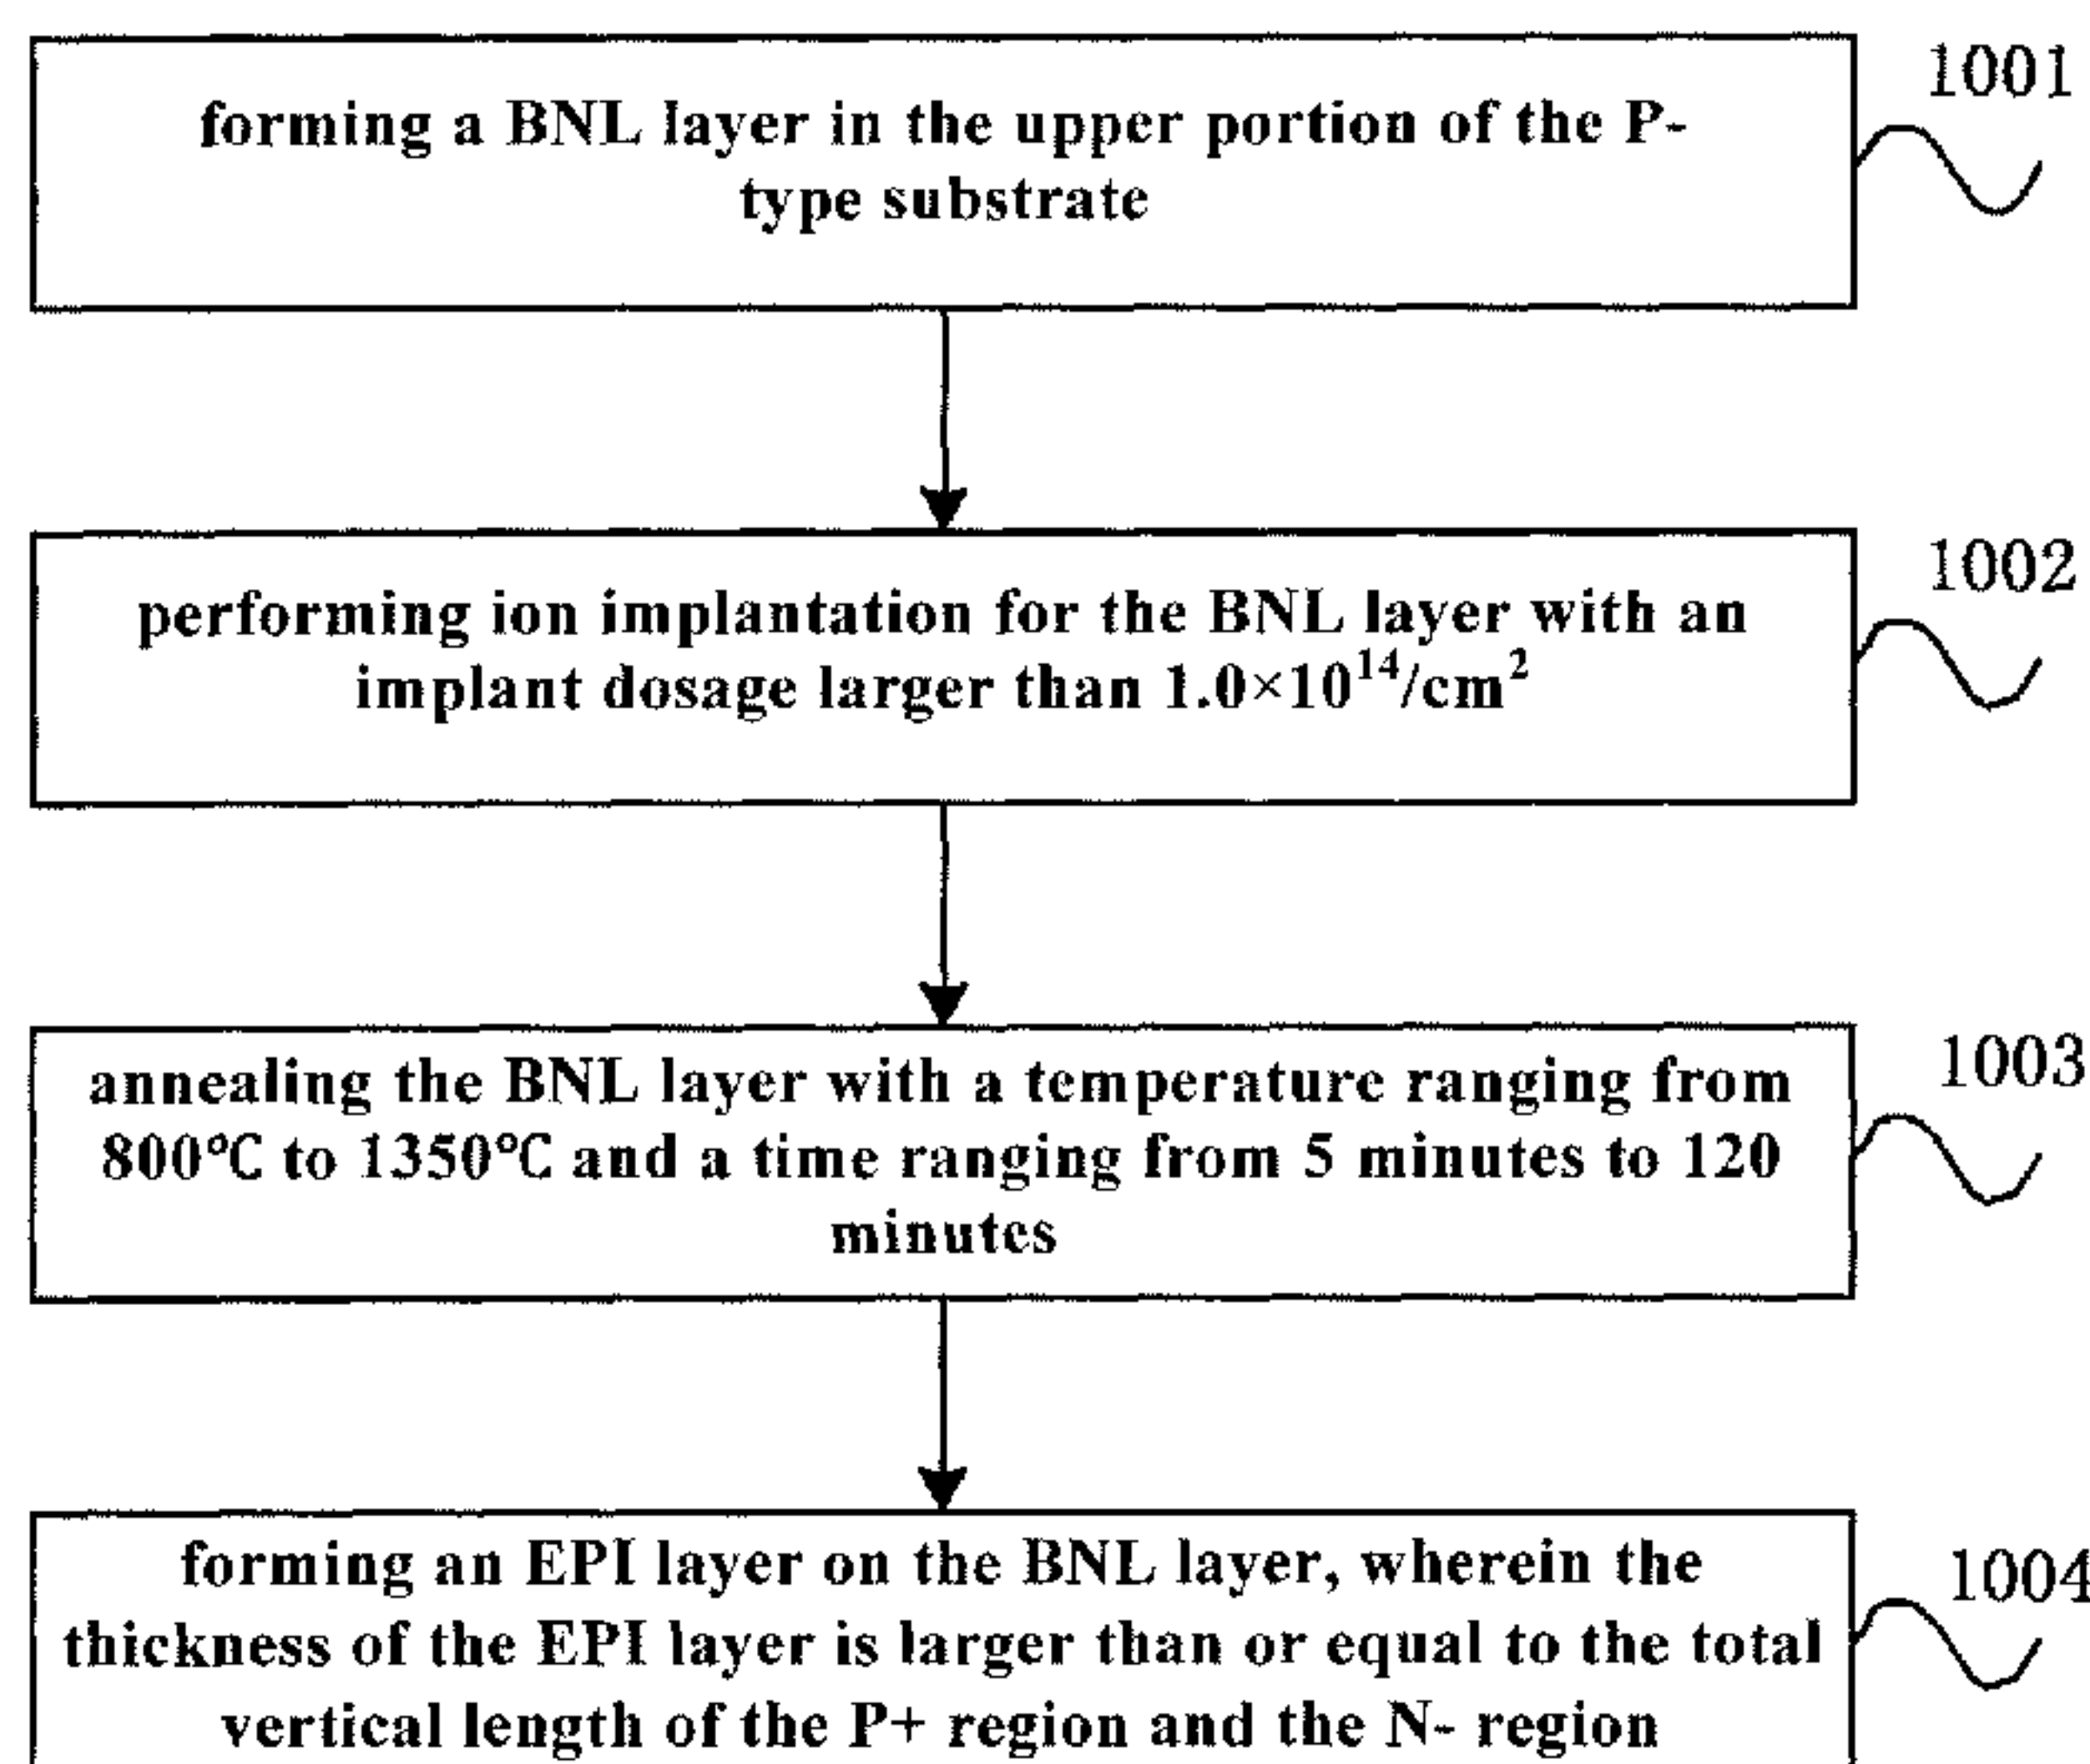 1001
forming a BNL layer in the upper portion of the P-
type substrate
1002
performing ion implantation for the BNL layer with an
implant dosage larger than 1.0×10¹⁴/cm²
1003
annealing the BNL layer with a temperature ranging from
800℃ to 1350℃ and a time ranging from 5 minutes to 120
minutes
1004
forming an EPI layer on the BNL layer, wherein the
thickness of the EPI layer is larger than or equal to the total
vertical length of the P+ region and the N- region